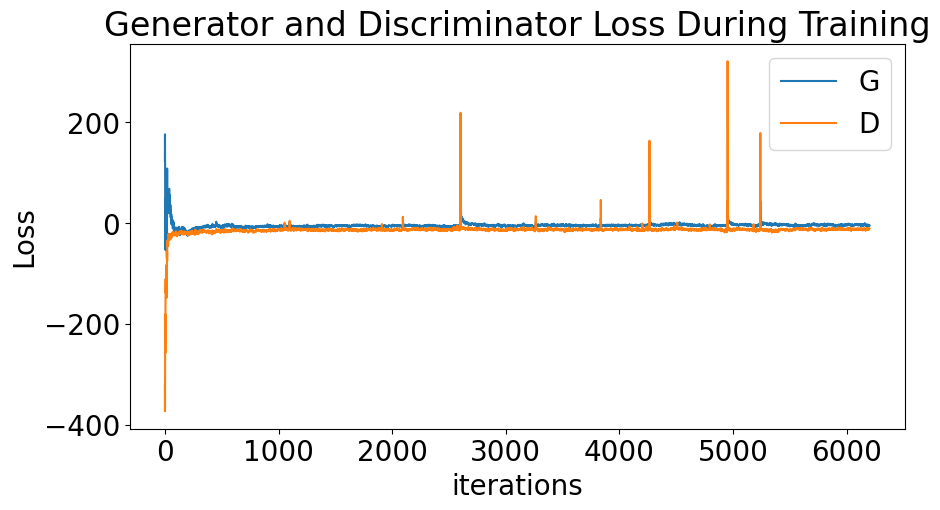 Generator and Discriminator Loss During Training
G
D
200
0
−200
−400
Loss
0 1000 2000 3000 4000 5000 6000
iterations